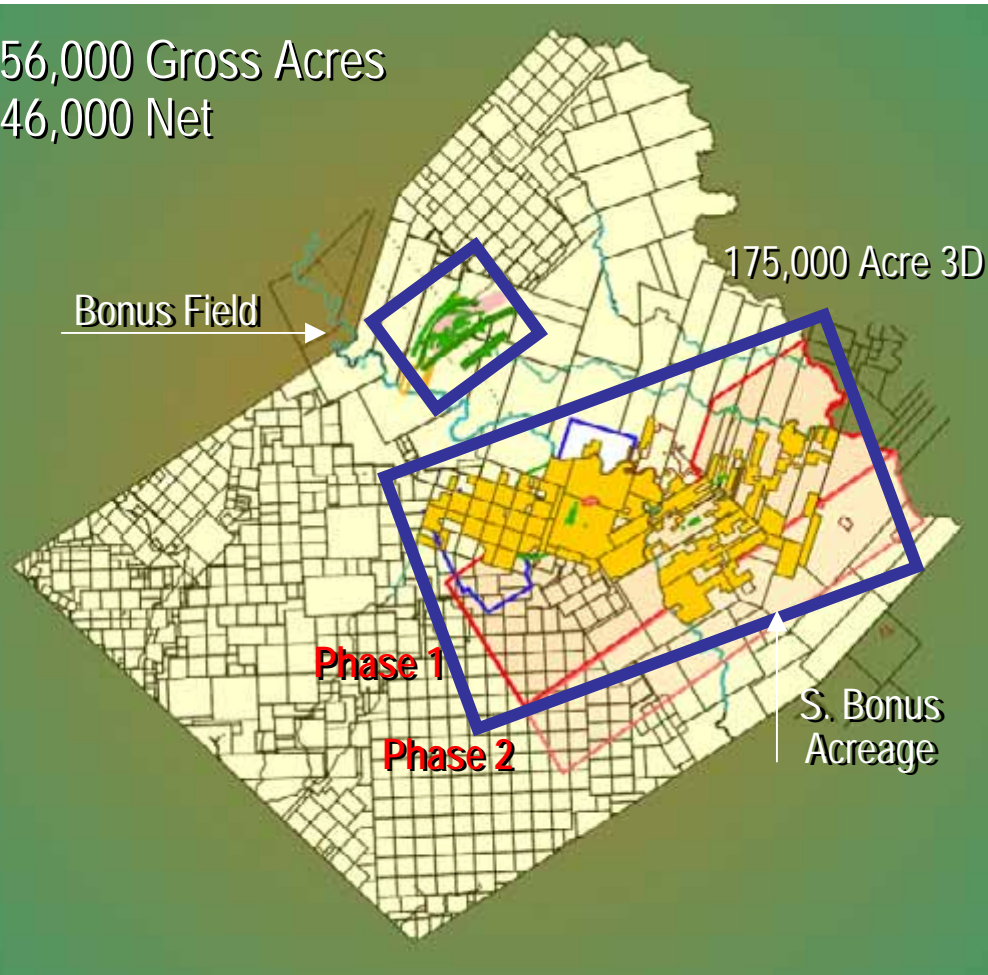 56,000 Gross Acres
46,000 Net
175,000 Acre 3D
Bonus Field
Phase 1
Phase 2
S. Bonus
Acreage